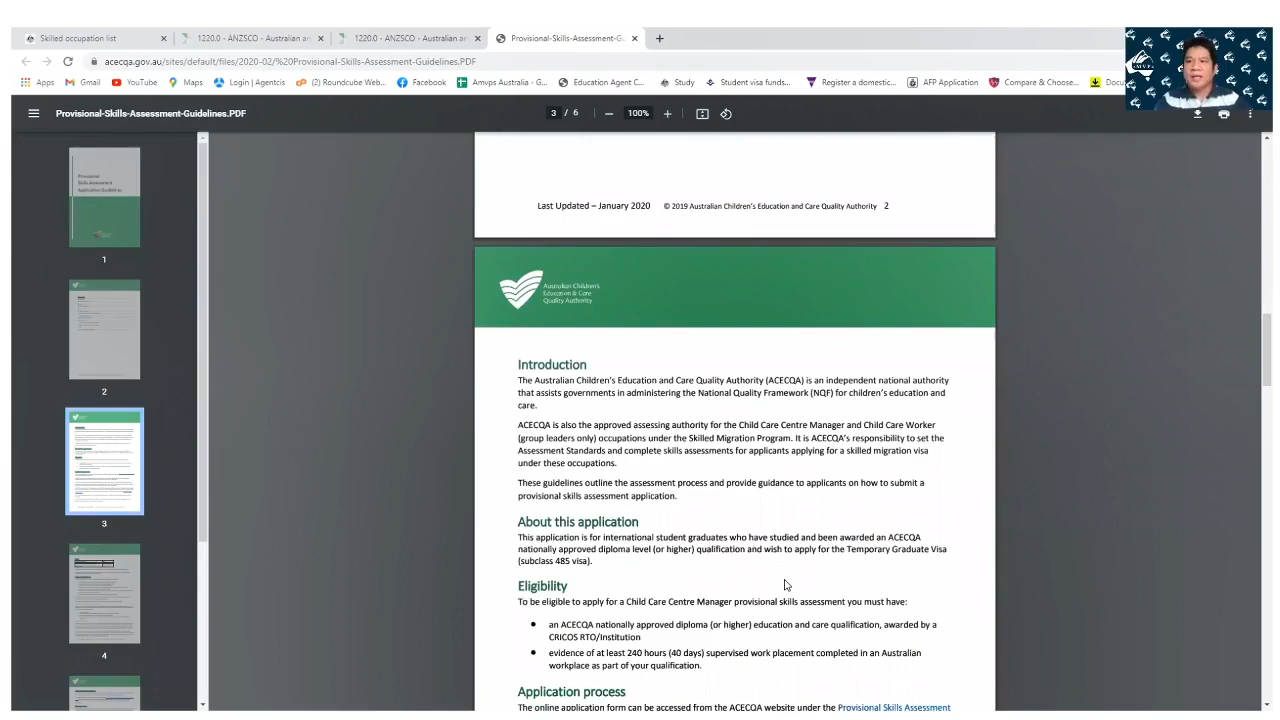 Skilled occupation list
1220.0 - ANZSCO - Australian ar
1220.0 - ANZSCO - Australian ar
Provisional-Skills-Assessment-Gu
acecqa.gov.au/sites/default/files/2020-02/%20Provisional-Skills-Assessment-Guidelines.PDF
Apps Gmail YouTube Maps Login | Agentcis (2) Roundcube Web... Facebook Amvps Australia - G... Education Agent C... Study Student visa funds... Register a domestic... AFP Application Compare & Choose... Docu
Provisional-Skills-Assessment-Guidelines.PDF
3 / 6
100%
Provisional
Skills Assessment
Application Guidelines
1
2
3
4
Last Updated – January 2020 © 2019 Australian Children's Education and Care Quality Authority 2
Australian Children's
Education & Care
Quality Authority
Introduction
The Australian Children's Education and Care Quality Authority (ACECQA) is an independent national authority
that assists governments in administering the National Quality Framework (NQF) for children's education and
care.
ACECQA is also the approved assessing authority for the Child Care Centre Manager and Child Care Worker
(group leaders only) occupations under the Skilled Migration Program. It is ACECQA's responsibility to set the
Assessment Standards and complete skills assessments for applicants applying for a skilled migration visa
under these occupations.
These guidelines outline the assessment process and provide guidance to applicants on how to submit a
provisional skills assessment application.
About this application
This application is for international student graduates who have studied and been awarded an ACECQA
nationally approved diploma level (or higher) qualification and wish to apply for the Temporary Graduate Visa
(subclass 485 visa).
Eligibility
To be eligible to apply for a Child Care Centre Manager provisional skills assessment you must have:
• an ACECQA nationally approved diploma (or higher) education and care qualification, awarded by a
CRICOS RTO/Institution
• evidence of at least 240 hours (40 days) supervised work placement completed in an Australian
workplace as part of your qualification.
Application process
The online application form can be accessed from the ACECQA website under the Provisional Skills Assessment